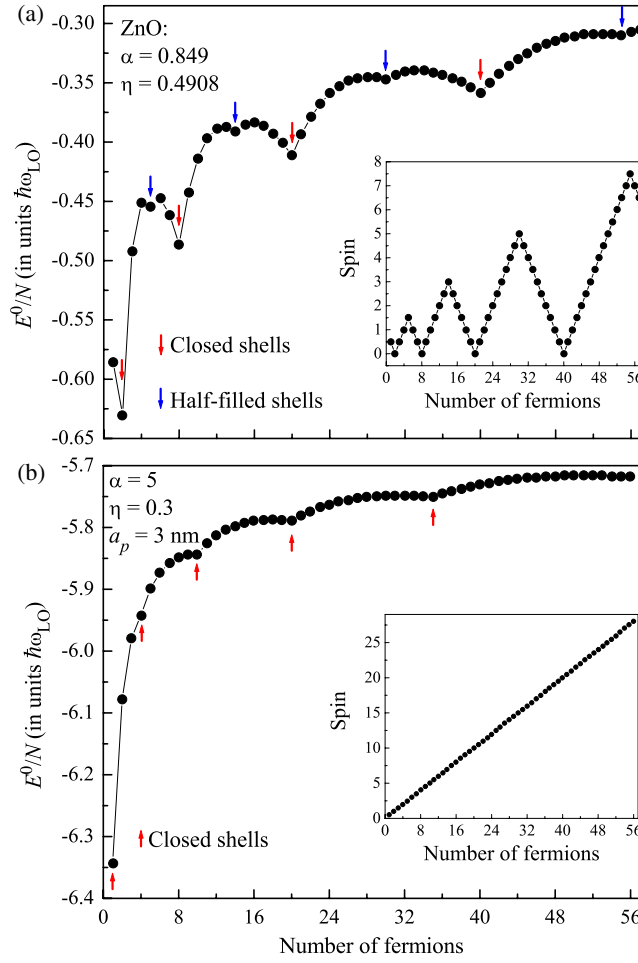 (a)
-0.30
-0.35
-0.40
-0.45
-0.50
-0.55
-0.60
-0.65
E⁰/N (in units ħω_LO)
ZnO:
α = 0.849
η = 0.4908
Closed shells
Half-filled shells
8
7
6
5
4
3
2
1
0
Spin
0 8 16 24 32 40 48 56
Number of fermions
(b)
-5.7
-5.8
-5.9
-6.0
-6.1
-6.2
-6.3
-6.4
E⁰/N (in units ħω_LO)
α = 5
η = 0.3
a_p = 3 nm
Closed shells
25
20
15
10
5
0
Spin
0 8 16 24 32 40 48 56
Number of fermions
0 8 16 24 32 40 48 56
Number of fermions